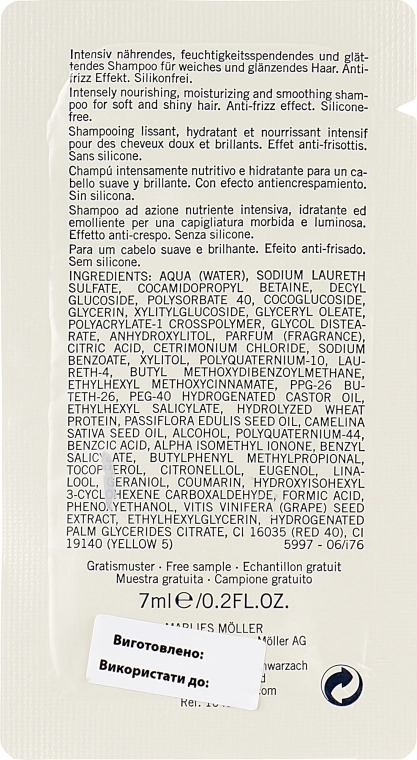 Intensiv nährendes, feuchtigkeitsspendendes und glät-
tendes Shampoo für weiches und glänzendes Haar. Anti-
frizz Effekt. Silikonfrei.
Intensely nourishing, moisturizing and smoothing sham-
poo for soft and shiny hair. Anti-frizz effect. Silicone-
free.
Shampooing lissant, hydratant et nourrissant intensif
pour des cheveux doux et brillants. Effet anti-frisottis.
Sans silicone.
Champú intensamente nutritivo e hidratante para un ca-
bello suave y brillante. Con efecto antiencrespamiento.
Sin silicona.
Shampoo ad azione nutriente intensiva, idratante ed
emolliente per una capigliatura morbida e luminosa.
Effetto anti-crespo. Senza silicone.
Para um cabelo suave e brilhante. Efeito anti-frisado.
Sem silicone.
INGREDIENTS: AQUA (WATER), SODIUM LAURETH
SULFATE, COCAMIDOPROPYL BETAINE, DECYL
GLUCOSIDE, POLYSORBATE 40, COCOGLUCOSIDE,
GLYCERIN, XYLITYLGLUCOSIDE, GLYCERYL OLEATE,
POLYACRYLATE-1 CROSSPOLYMER, GLYCOL DISTEA-
RATE, ANHYDROXYLITOL, PARFUM (FRAGRANCE),
CITRIC ACID, CETRIMONIUM CHLORIDE, SODIUM
BENZOATE, XYLITOL, POLYQUATERNIUM-10, LAU-
RETH-4, BUTYL METHOXYDIBENZOYLMETHANE,
ETHYLHEXYL METHOXYCINNAMATE, PPG-26 BU-
TETH-26, PEG-40 HYDROGENATED CASTOR OIL,
ETHYLHEXYL SALICYLATE, HYDROLYZED WHEAT
PROTEIN, PASSIFLORA EDULIS SEED OIL, CAMELINA
SATIVA SEED OIL, ALCOHOL, POLYQUATERNIUM-44,
BENZCIC ACID, ALPHA ISOMETHYL IONONE, BENZYL
SALICYLATE, BUTYLPHENYL METHYLPROPIONAL,
TOCOPHEROL, CITRONELLOL, EUGENOL, LINA-
LOOL, GERANIOL, COUMARIN, HYDROXYISOHEXYL
3-CYCLOHEXENE CARBOXALDEHYDE, FORMIC ACID,
PHENOXYETHANOL, VITIS VINIFERA (GRAPE) SEED
EXTRACT, ETHYLHEXYLGLYCERIN, HYDROGENATED
PALM GLYCERIDES CITRATE, CI 16035 (RED 40), CI
19140 (YELLOW 5) 5997 - 06/i76
Gratismuster · Free sample · Echantillon gratuit
Muestra gratuita · Campione gratuito
7ml ℮/0.2FL.OZ.
MARLIES MÖLLER
Möller AG
Виготовлено:
Використати до: